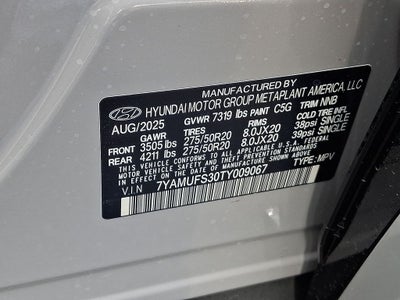 MANUFACTURED BY
HYUNDAI MOTOR GROUP METAPLANT AMERICA, LLC
AUG/2025 GVWR 7319 lbs PAINT C5G TRIM NNB
GAWR TIRES RIMS COLD TIRE INFL
FRONT 3505 lbs 275/50R20 8.0JX20 38psi SINGLE
REAR 4211 lbs 275/50R20 8.0JX20 39psi SINGLE
THIS VEHICLE CONFORMS TO ALL APPLICABLE U.S.A. FEDERAL
MOTOR VEHICLE SAFETY AND THEFT PREVENTION STANDARDS
IN EFFECT ON THE DATE OF MANUFACTURE SHOWN ABOVE.
VIN 7YAMUFS30TY009067 TYPE: MPV